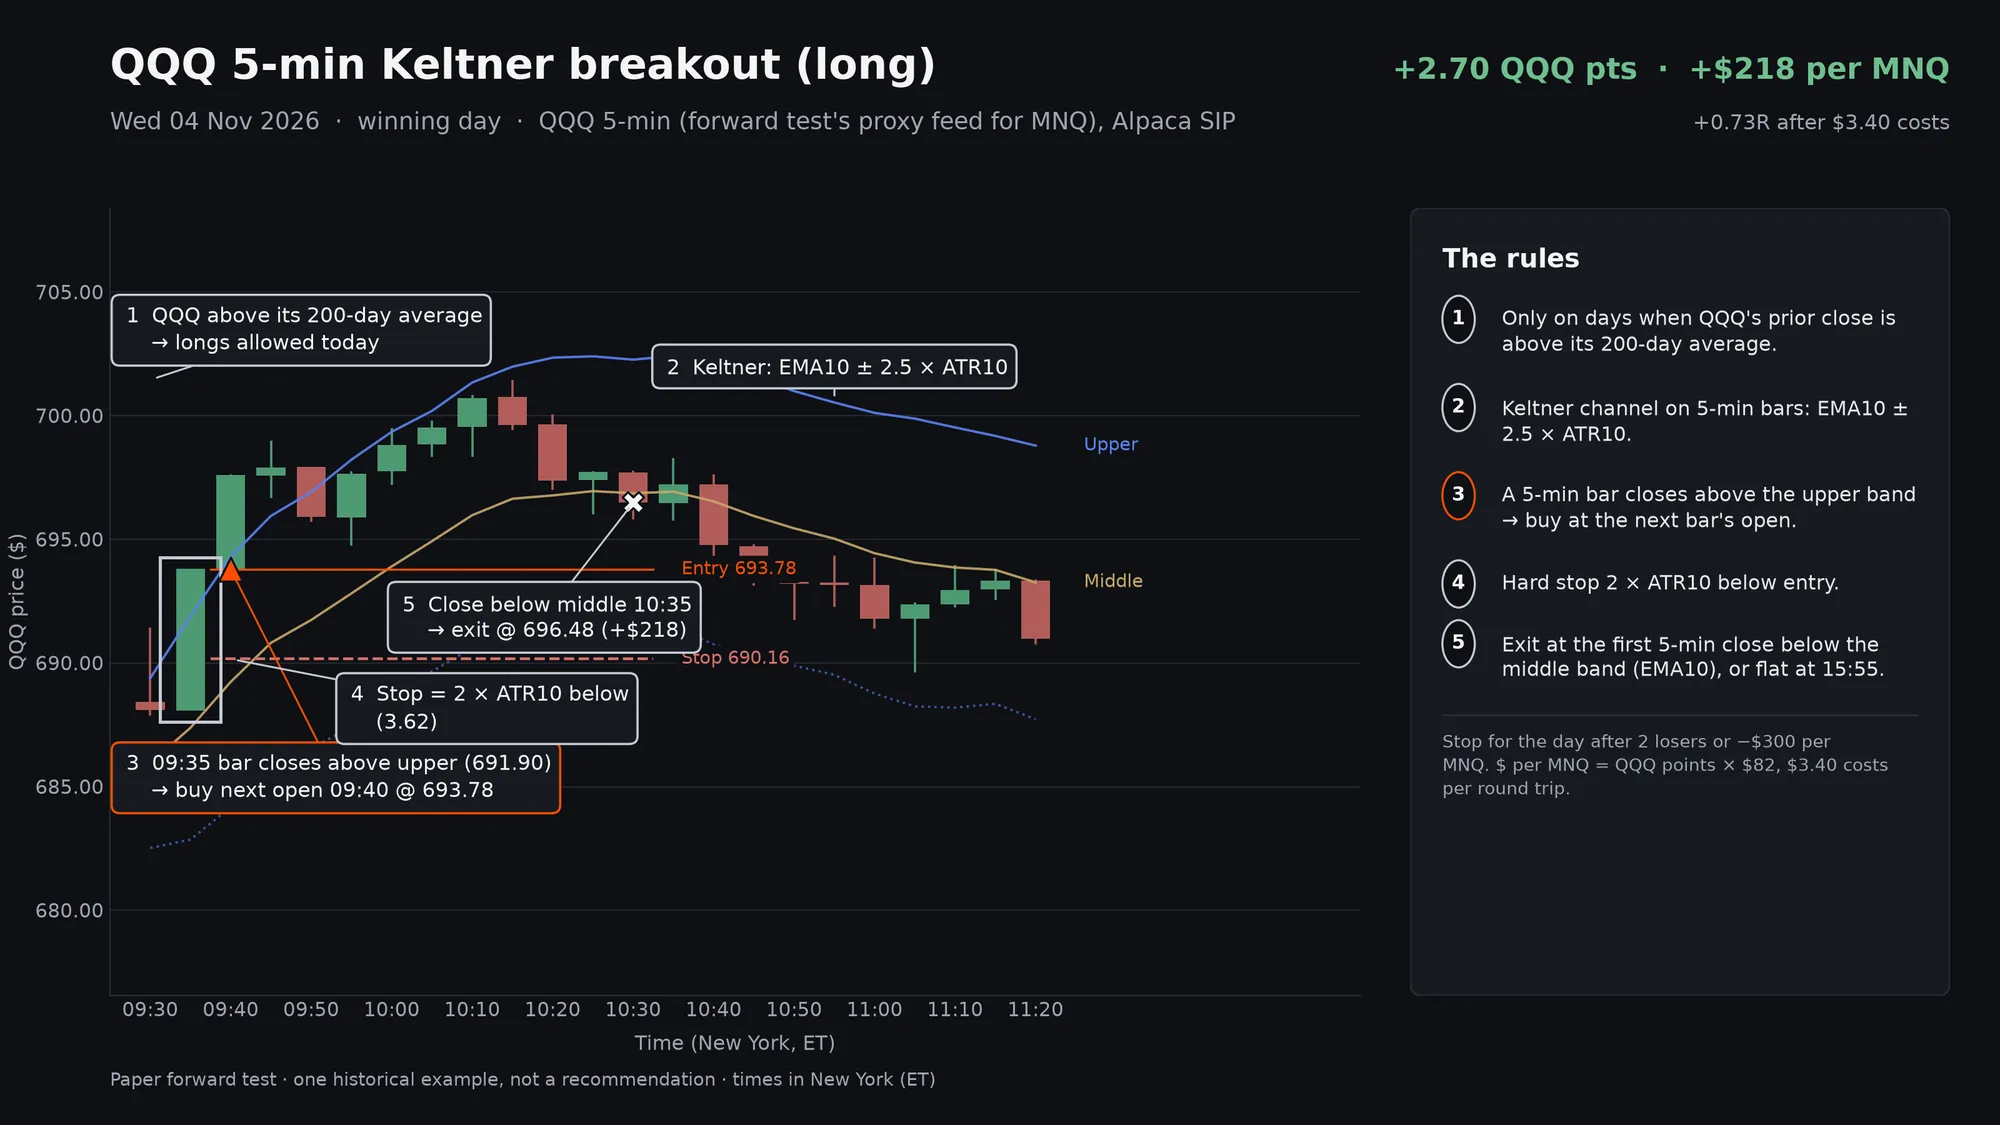 QQQ 5-min Keltner breakout (long)
+2.70 QQQ pts · +$218 per MNQ
Wed 04 Nov 2026 · winning day · QQQ 5-min (forward test's proxy feed for MNQ), Alpaca SIP
+0.73R after $3.40 costs
QQQ price ($)
705.00
700.00
695.00
690.00
685.00
680.00
1 QQQ above its 200-day average
→ longs allowed today
2 Keltner: EMA10 ± 2.5 × ATR10
Upper
Entry 693.78
Middle
5 Close below middle 10:35
→ exit @ 696.48 (+$218)
Stop 690.16
4 Stop = 2 × ATR10 below
(3.62)
3 09:35 bar closes above upper (691.90)
→ buy next open 09:40 @ 693.78
09:30 09:40 09:50 10:00 10:10 10:20 10:30 10:40 10:50 11:00 11:10 11:20
Time (New York, ET)
The rules
1 Only on days when QQQ's prior close is
above its 200-day average.
2 Keltner channel on 5-min bars: EMA10 ±
2.5 × ATR10.
3 A 5-min bar closes above the upper band
→ buy at the next bar's open.
4 Hard stop 2 × ATR10 below entry.
5 Exit at the first 5-min close below the
middle band (EMA10), or flat at 15:55.
Stop for the day after 2 losers or −$300 per
MNQ. $ per MNQ = QQQ points × $82, $3.40 costs
per round trip.
Paper forward test · one historical example, not a recommendation · times in New York (ET)